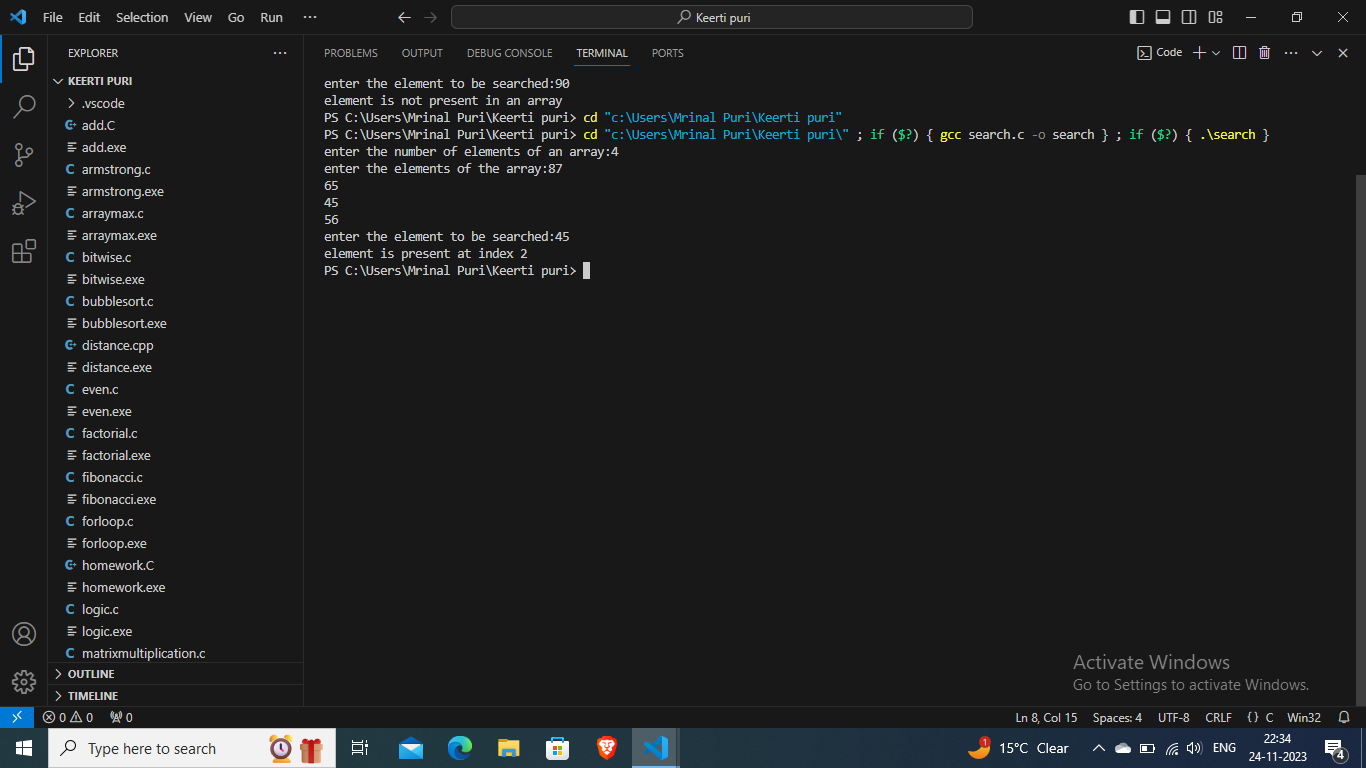 File Edit Selection View Go Run ··· Keerti puri
EXPLORER ···
KEERTI PURI
.vscode
add.C
add.exe
armstrong.c
armstrong.exe
arraymax.c
arraymax.exe
bitwise.c
bitwise.exe
bubblesort.c
bubblesort.exe
distance.cpp
distance.exe
even.c
even.exe
factorial.c
factorial.exe
fibonacci.c
fibonacci.exe
forloop.c
forloop.exe
homework.C
homework.exe
logic.c
logic.exe
matrixmultiplication.c
OUTLINE
TIMELINE
PROBLEMS OUTPUT DEBUG CONSOLE TERMINAL PORTS Code ···
enter the element to be searched:90
element is not present in an array
PS C:\Users\Mrinal Puri\Keerti puri> cd "c:\Users\Mrinal Puri\Keerti puri"
PS C:\Users\Mrinal Puri\Keerti puri> cd "c:\Users\Mrinal Puri\Keerti puri\" ; if ($?) { gcc search.c -o search } ; if ($?) { .\search }
enter the number of elements of an array:4
enter the elements of the array:87
65
45
56
enter the element to be searched:45
element is present at index 2
PS C:\Users\Mrinal Puri\Keerti puri>
Activate Windows
Go to Settings to activate Windows.
0 0 0 Ln 8, Col 15 Spaces: 4 UTF-8 CRLF {} C Win32
Type here to search 1 15°C Clear ENG 22:34
24-11-2023 4